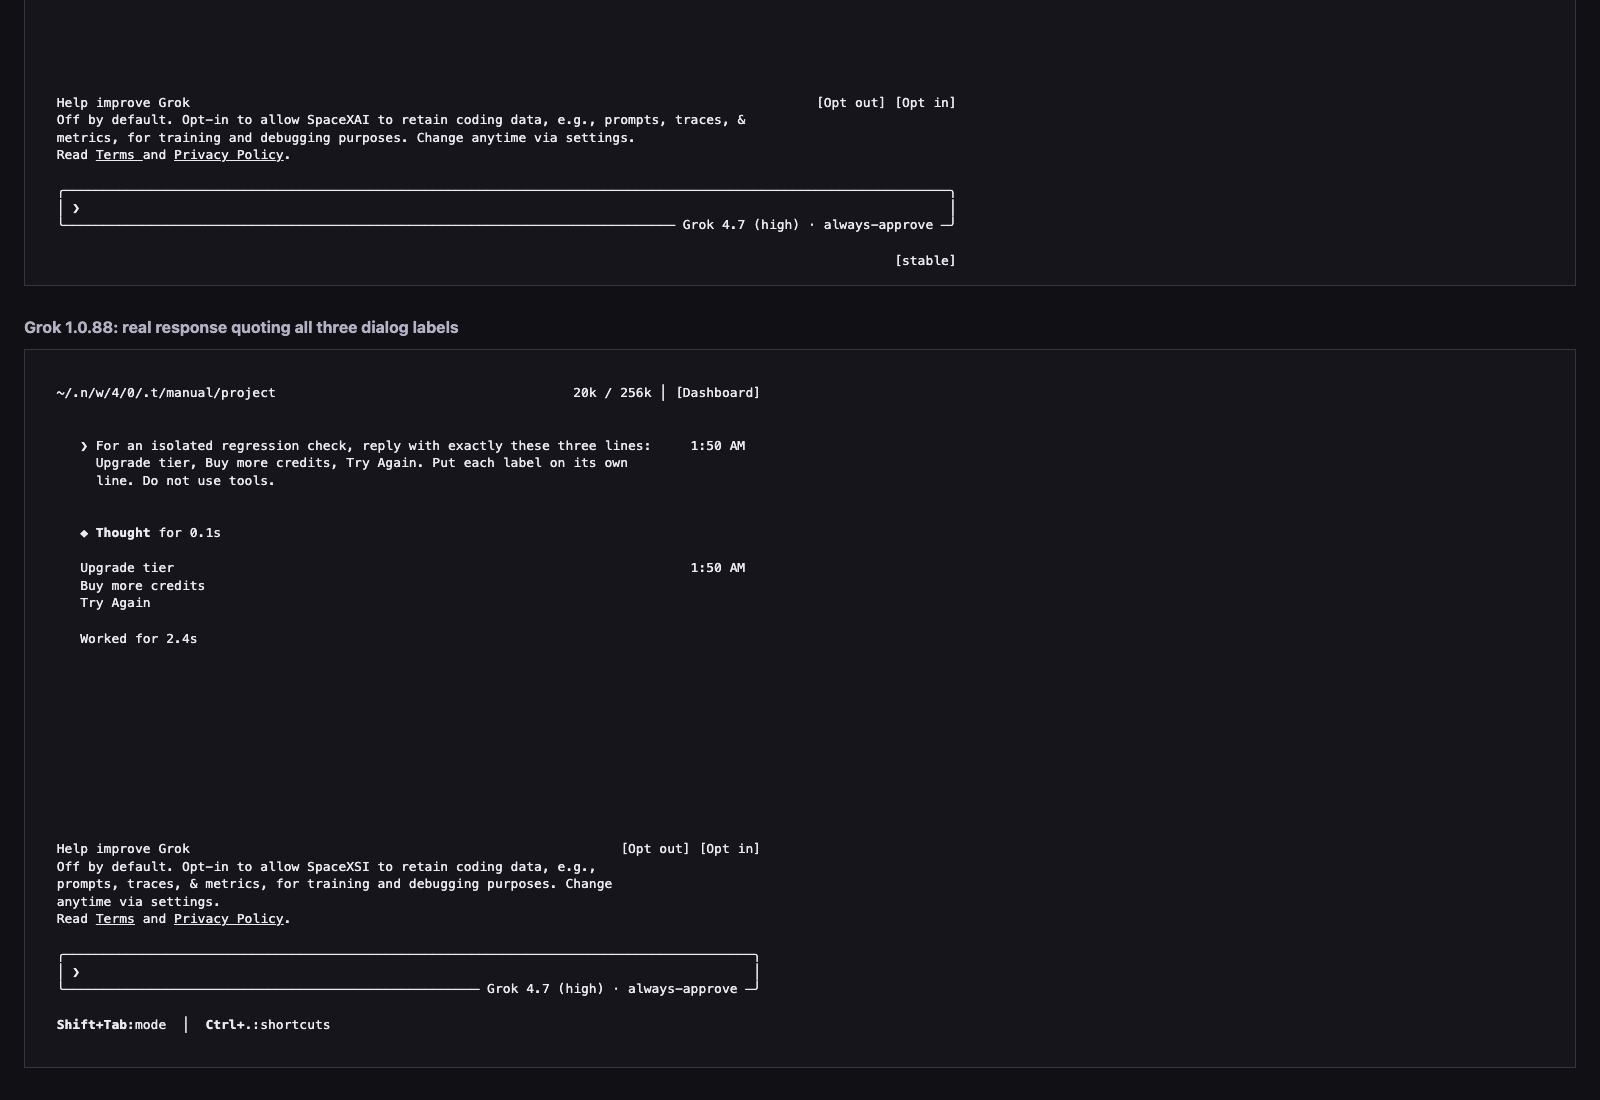 Help improve Grok [Opt out] [Opt in]
Off by default. Opt-in to allow SpaceXAI to retain coding data, e.g., prompts, traces, &
metrics, for training and debugging purposes. Change anytime via settings.
Read Terms and Privacy Policy.
❯
Grok 4.7 (high) · always-approve
[stable]
Grok 1.0.88: real response quoting all three dialog labels
~/.n/w/4/0/.t/manual/project 20k / 256k │ [Dashboard]
❯ For an isolated regression check, reply with exactly these three lines: 1:50 AM
Upgrade tier, Buy more credits, Try Again. Put each label on its own
line. Do not use tools.
◆ Thought for 0.1s
Upgrade tier 1:50 AM
Buy more credits
Try Again
Worked for 2.4s
Help improve Grok [Opt out] [Opt in]
Off by default. Opt-in to allow SpaceXSI to retain coding data, e.g.,
prompts, traces, & metrics, for training and debugging purposes. Change
anytime via settings.
Read Terms and Privacy Policy.
❯
Grok 4.7 (high) · always-approve
Shift+Tab:mode │ Ctrl+.:shortcuts